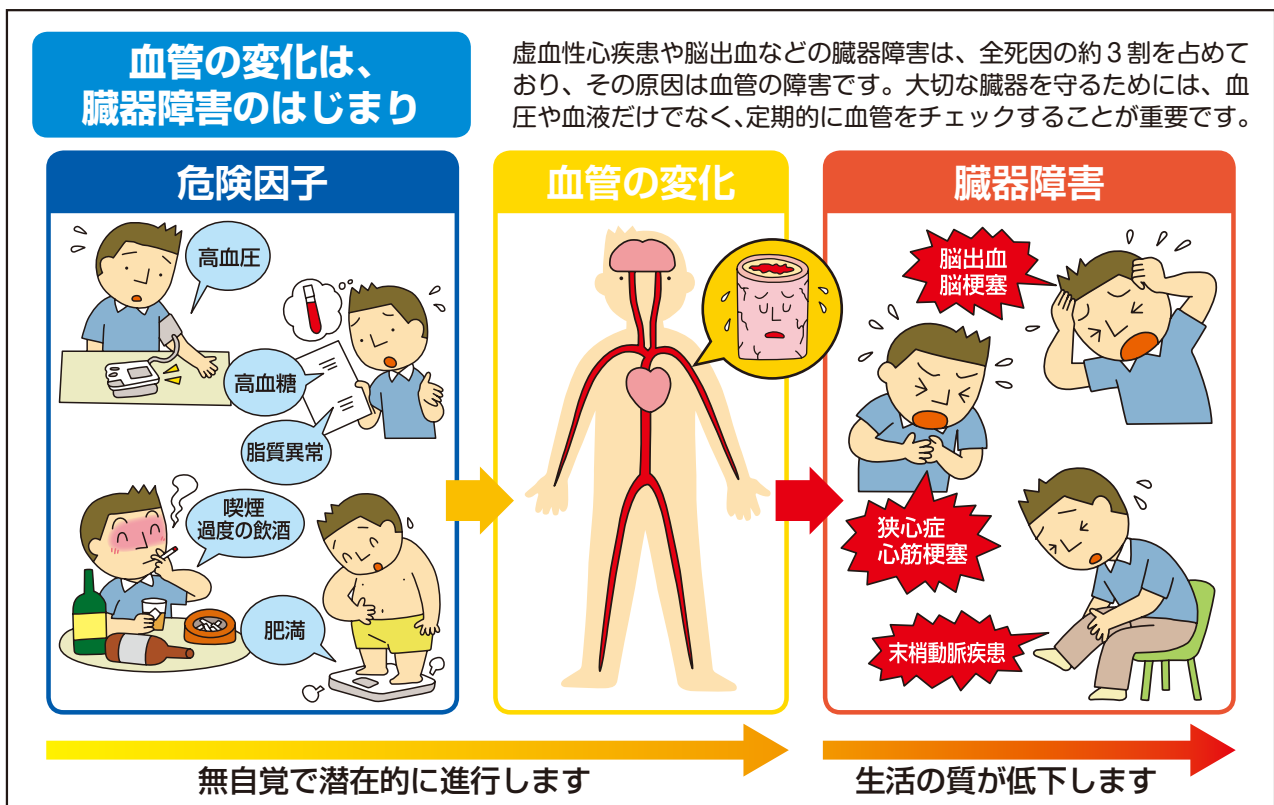 血管の変化は、
臓器障害のはじまり
虚血性心疾患や脳出血などの臓器障害は、全死因の約3割を占めて
おり、その原因は血管の障害です。大切な臓器を守るためには、血
圧や血液だけでなく、定期的に血管をチェックすることが重要です。
危険因子
高血圧
高血糖
脂質異常
喫煙
過度の飲酒
肥満
血管の変化
臓器障害
脳出血
脳梗塞
狭心症
心筋梗塞
末梢動脈疾患
無自覚で潜在的に進行します
生活の質が低下します